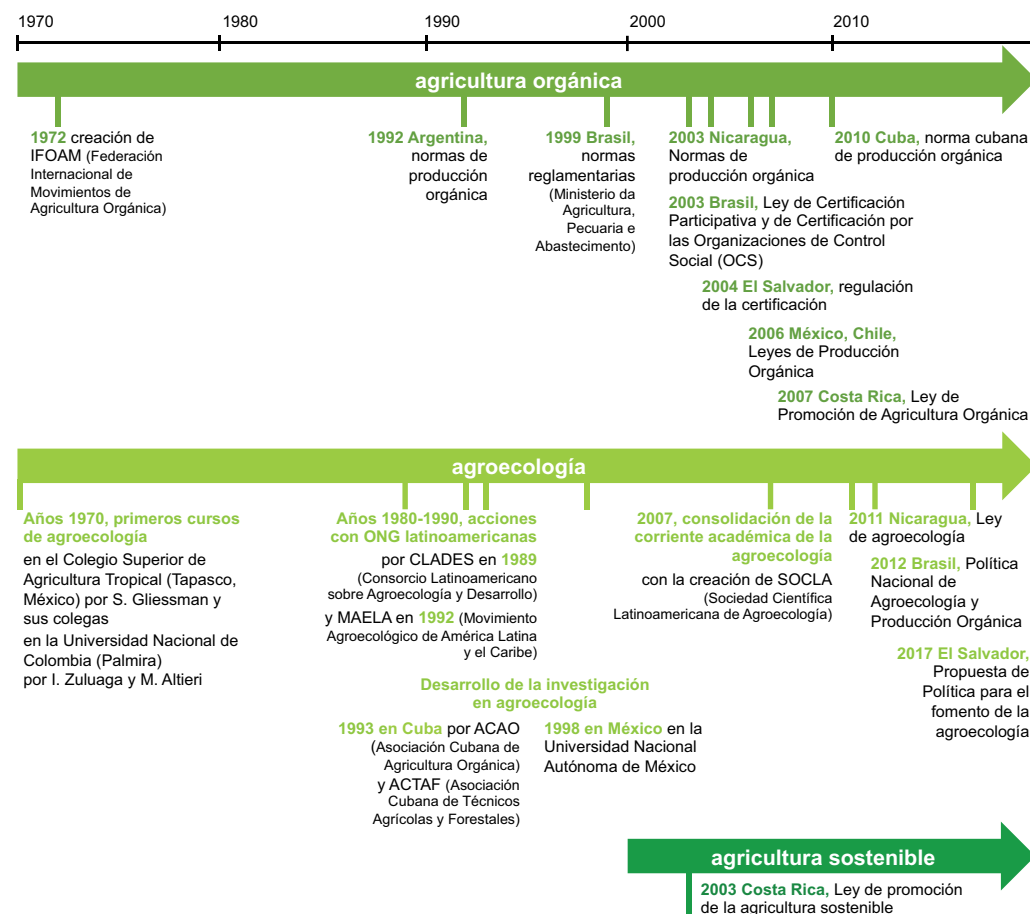 1970
1980
1990
2000
2010
agricultura orgánica
1972 creación de
IFOAM (Federación
Internacional de
Movimientos de
Agricultura Orgánica)
1992 Argentina,
normas de
producción
orgánica
1999 Brasil,
normas
reglamentarias
(Ministerio da
Agricultura,
Pecuaria e
Abastecimento)
2003 Nicaragua,
Normas de
producción orgánica
2003 Brasil, Ley de Certificación
Participativa y de Certificación por
las Organizaciones de Control
Social (OCS)
2004 El Salvador, regulación
de la certificación
2006 México, Chile,
Leyes de Producción
Orgánica
2007 Costa Rica, Ley de
Promoción de Agricultura Orgánica
2010 Cuba, norma cubana
de producción orgánica
agroecología
Años 1970, primeros cursos
de agroecología
en el Colegio Superior de
Agricultura Tropical (Tapasco,
México) por S. Gliessman y
sus colegas
en la Universidad Nacional de
Colombia (Palmira)
por I. Zuluaga y M. Altieri
Años 1980-1990, acciones
con ONG latinoamericanas
por CLADES en 1989
(Consorcio Latinoamericano
sobre Agroecología y Desarrollo)
y MAELA en 1992 (Movimiento
Agroecológico de América Latina
y el Caribe)
Desarrollo de la investigación
en agroecología
1993 en Cuba por ACAO
(Asociación Cubana de
Agricultura Orgánica)
y ACTAF (Asociación
Cubana de Técnicos
Agrícolas y Forestales)
1998 en México en la
Universidad Nacional
Autónoma de México
2007, consolidación de la
corriente académica de la
agroecología
con la creación de SOCLA
(Sociedad Científica
Latinoamericana de Agroecología)
2011 Nicaragua, Ley
de agroecología
2012 Brasil, Política
Nacional de
Agroecología y
Producción Orgánica
2017 El Salvador,
Propuesta de
Política para el
fomento de la
agroecología
agricultura sostenible
2003 Costa Rica, Ley de promoción
de la agricultura sostenible